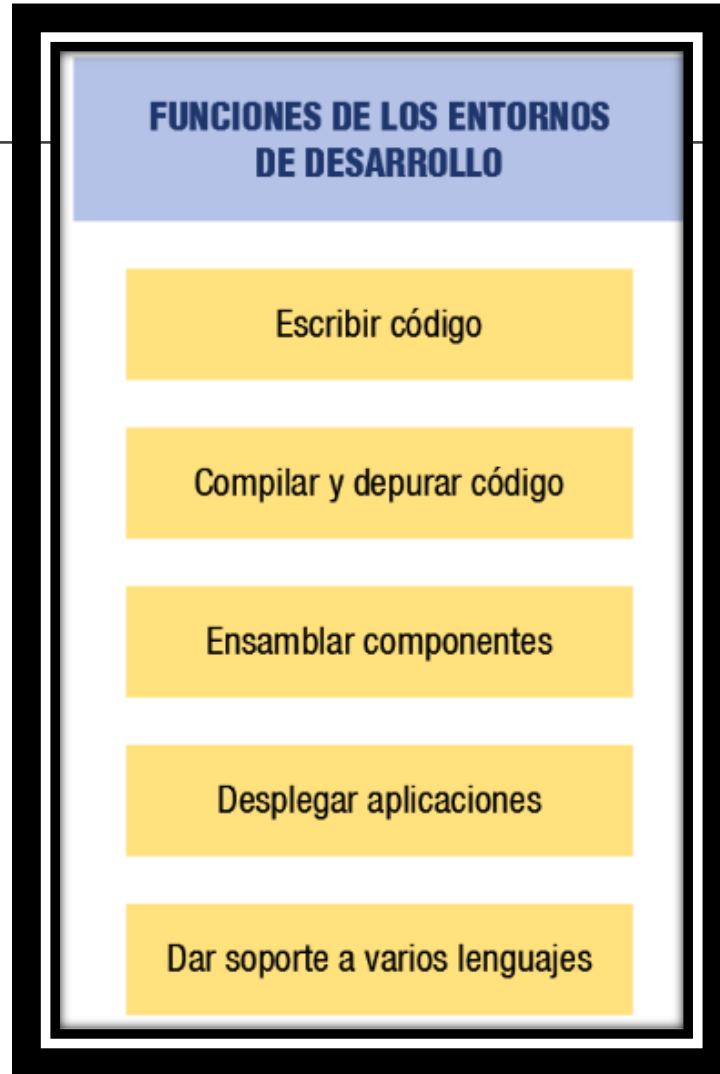 FUNCIONES DE LOS ENTORNOS
DE DESARROLLO
Escribir código
Compilar y depurar código
Ensamblar componentes
Desplegar aplicaciones
Dar soporte a varios lenguajes